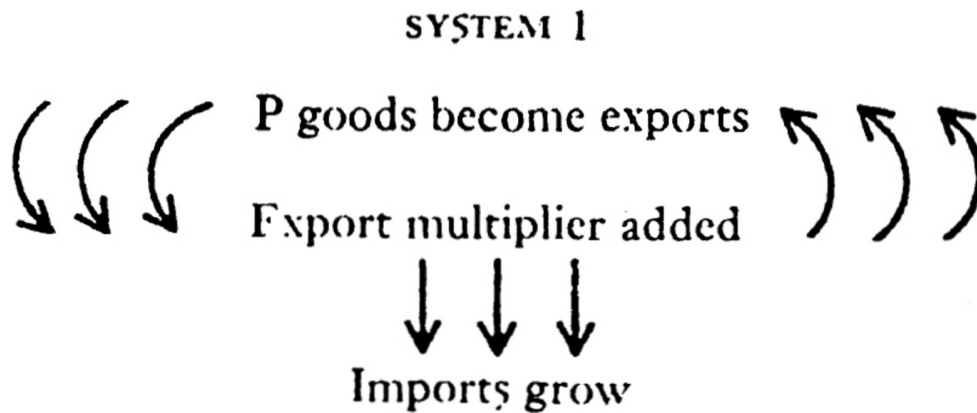 SYSTEM 1
P goods become exports
Export multiplier added
Imports grow